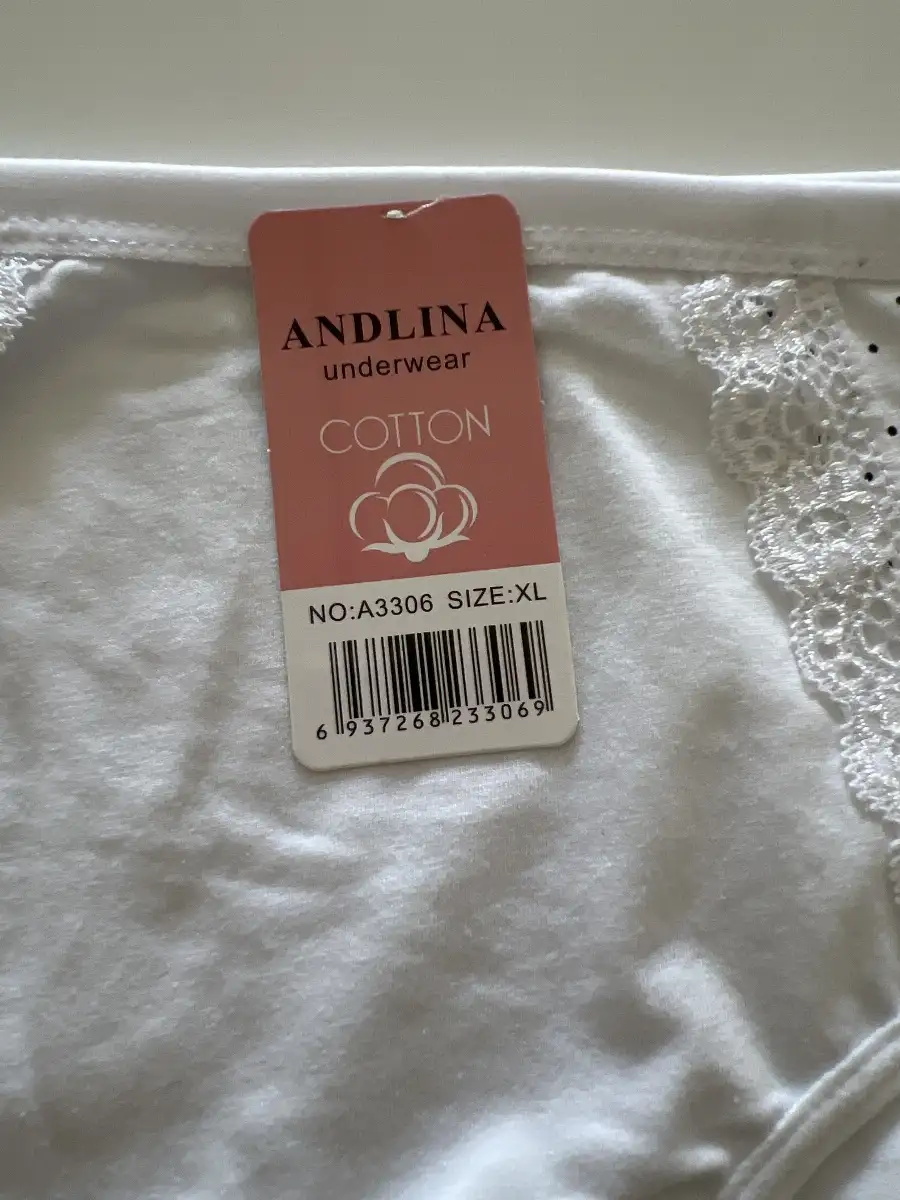 ANDLINA
underwear
COTTON
NO:A3306 SIZE:XL
6 937268 233069